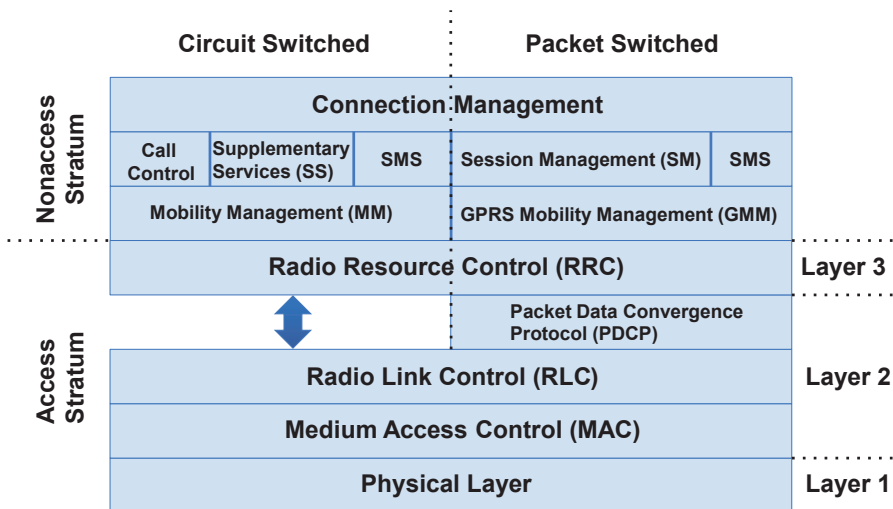 Circuit Switched
Packet Switched
Nonaccess
Stratum
Connection Management
Call
Control
Supplementary
Services (SS)
SMS
Session Management (SM)
SMS
Mobility Management (MM)
GPRS Mobility Management (GMM)
Radio Resource Control (RRC)
Layer 3
Access
Stratum
Packet Data Convergence
Protocol (PDCP)
Radio Link Control (RLC)
Layer 2
Medium Access Control (MAC)
Physical Layer
Layer 1